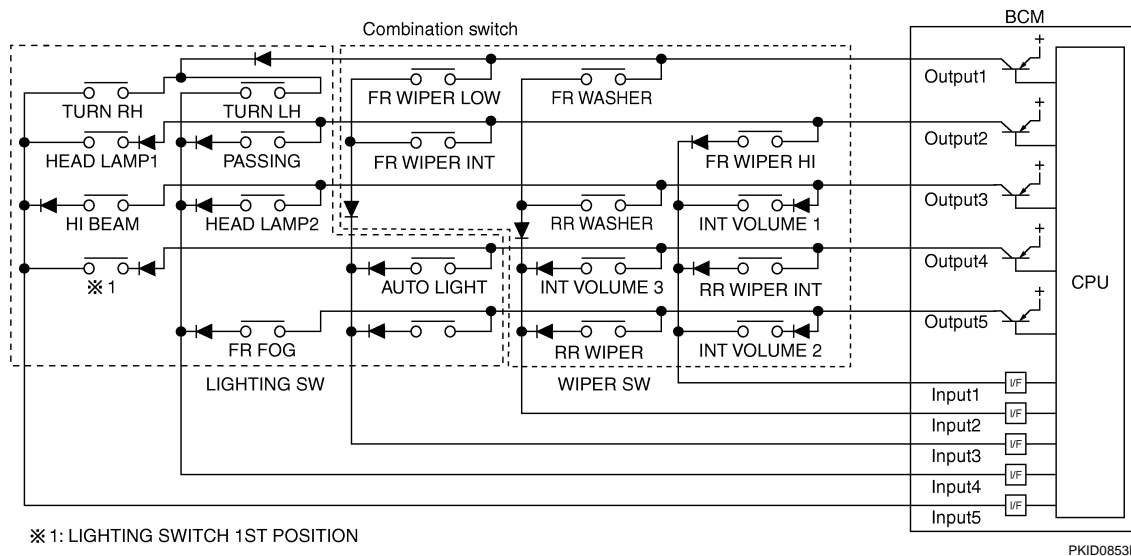 BCM
Combination switch
+
Output1
TURN RH
TURN LH
FR WIPER LOW
FR WASHER
+
Output2
HEAD LAMP1
PASSING
FR WIPER INT
FR WIPER HI
+
Output3
HI BEAM
HEAD LAMP2
RR WASHER
INT VOLUME 1
+
Output4
※1
AUTO LIGHT
INT VOLUME 3
RR WIPER INT
CPU
+
Output5
FR FOG
RR WIPER
INT VOLUME 2
LIGHTING SW
WIPER SW
I/F
Input1
I/F
Input2
I/F
Input3
I/F
Input4
I/F
Input5
※1: LIGHTING SWITCH 1ST POSITION